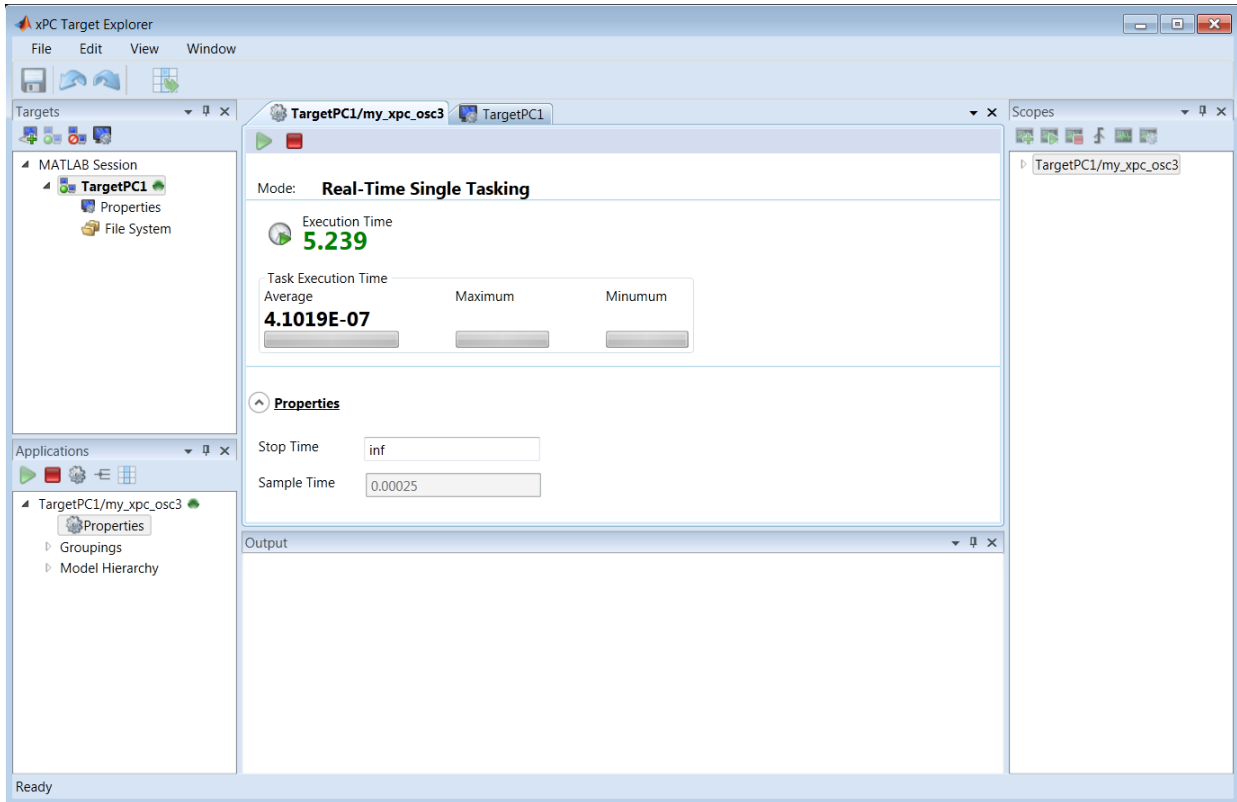 xPC Target Explorer
File Edit View Window
Targets
MATLAB Session
TargetPC1
Properties
File System
Applications
TargetPC1/my_xpc_osc3
Properties
Groupings
Model Hierarchy
TargetPC1/my_xpc_osc3 TargetPC1
Mode: Real-Time Single Tasking
Execution Time
5.239
Task Execution Time
Average Maximum Minumum
4.1019E-07
Properties
Stop Time inf
Sample Time 0.00025
Output
Scopes
TargetPC1/my_xpc_osc3
Ready